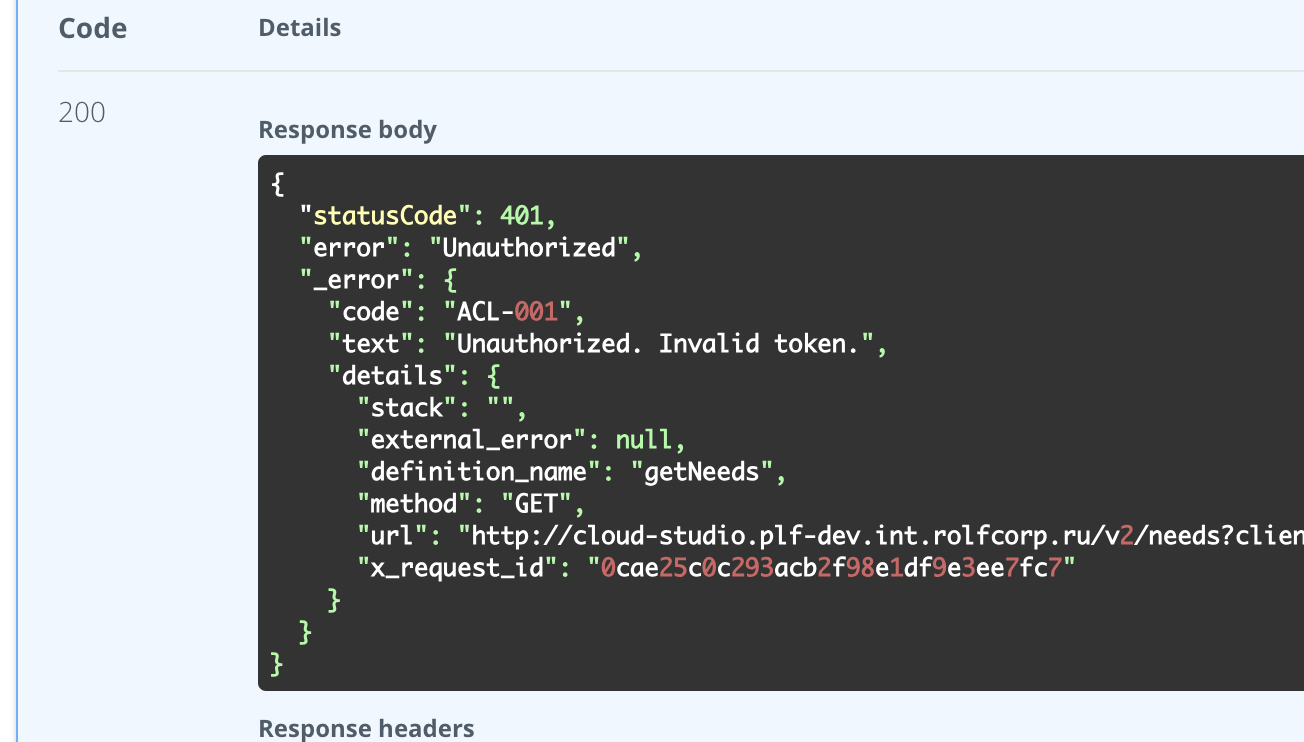 Code Details
200
Response body
{
"statusCode": 401,
"error": "Unauthorized",
"_error": {
"code": "ACL-001",
"text": "Unauthorized. Invalid token.",
"details": {
"stack": "",
"external_error": null,
"definition_name": "getNeeds",
"method": "GET",
"url": "http://cloud-studio.plf-dev.int.rolfcorp.ru/v2/needs?clien
"x_request_id": "0cae25c0c293acb2f98e1df9e3ee7fc7"
}
}
}
Response headers